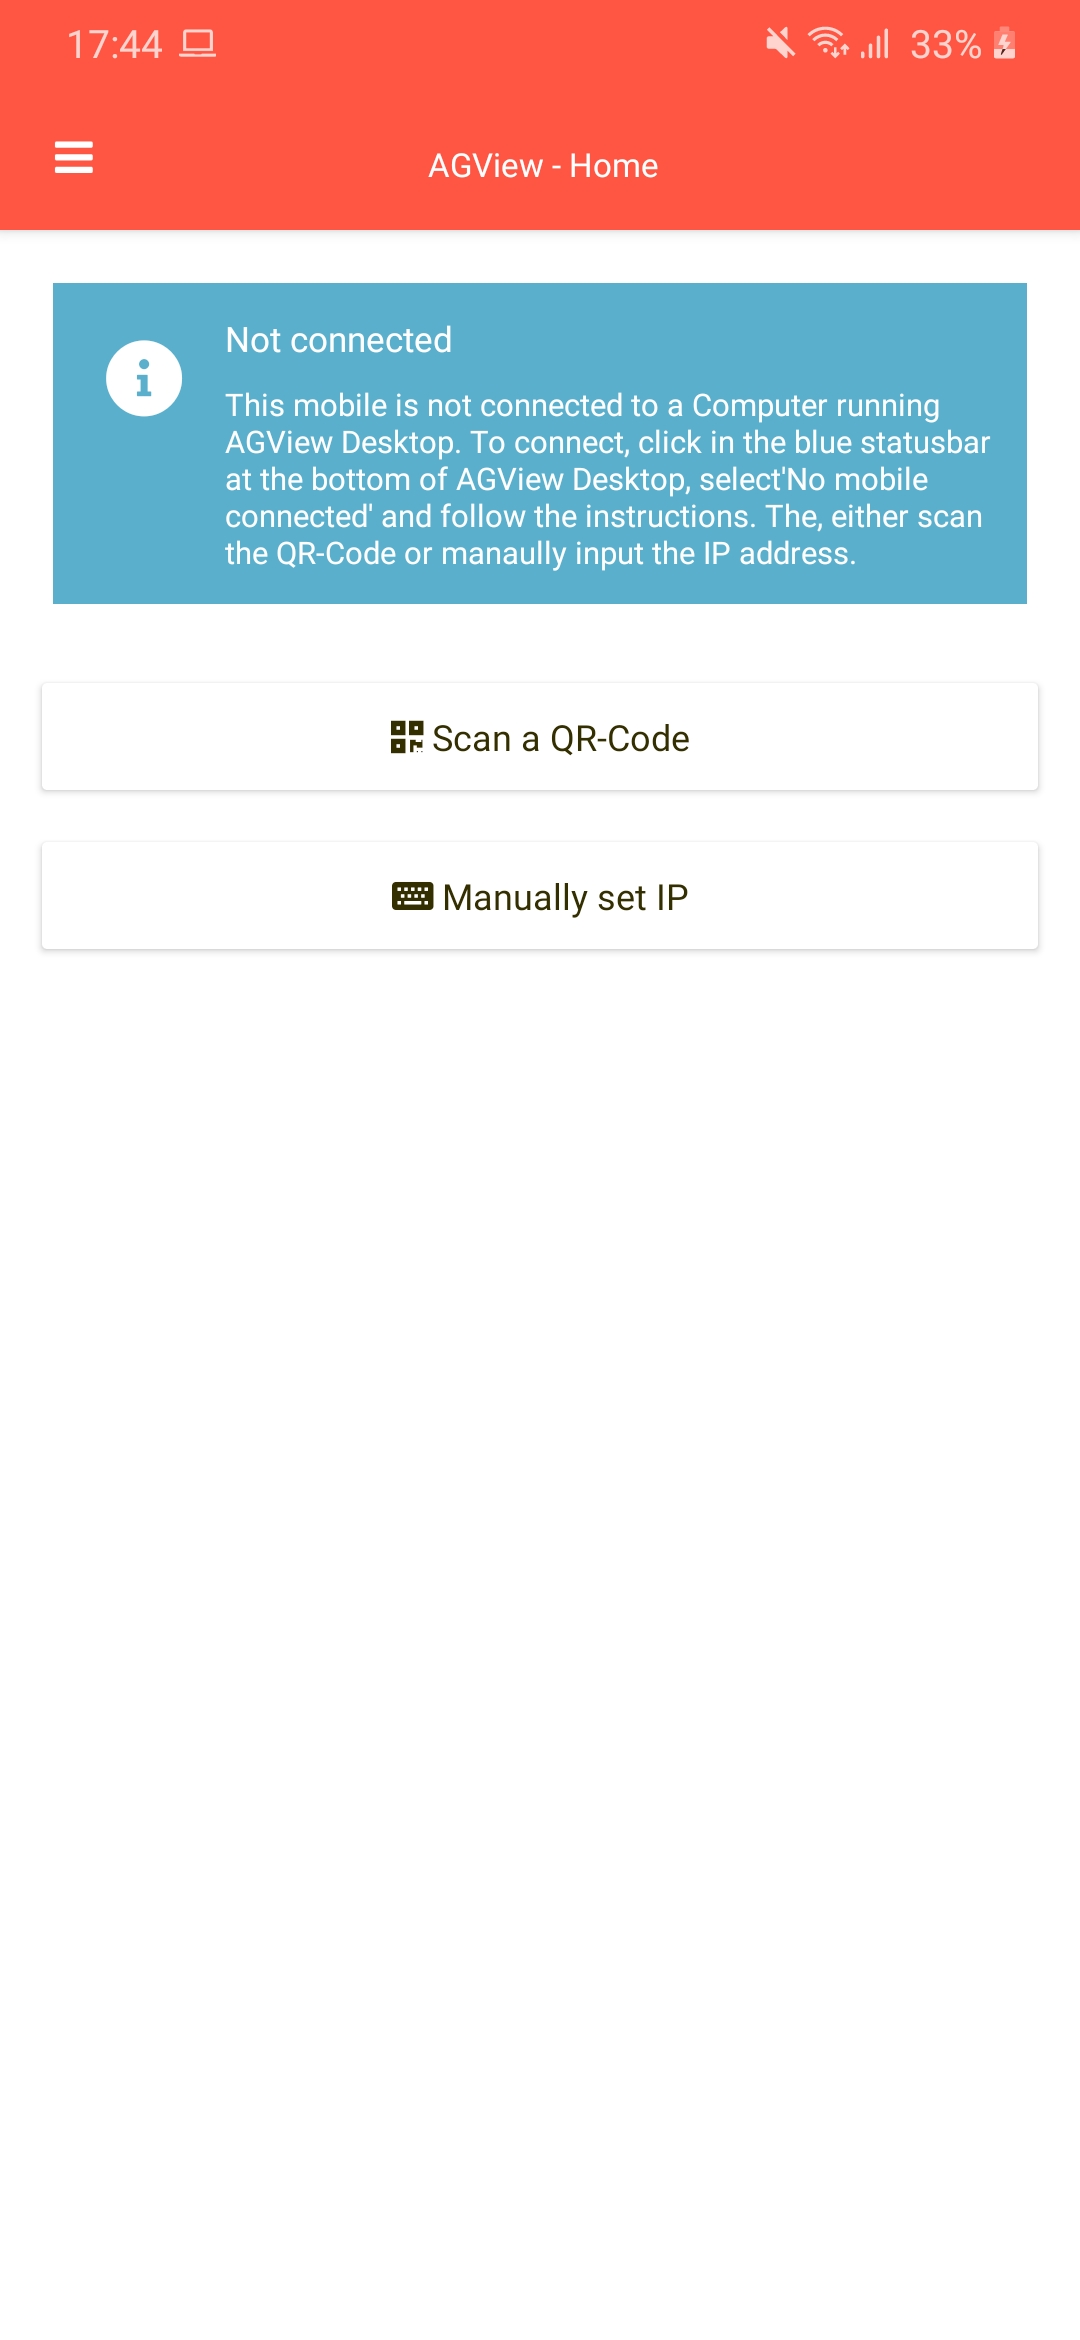 17:44 33%
AGView - Home
Not connected
This mobile is not connected to a Computer running
AGView Desktop. To connect, click in the blue statusbar
at the bottom of AGView Desktop, select'No mobile
connected' and follow the instructions. The, either scan
the QR-Code or manaully input the IP address.
Scan a QR-Code
Manually set IP